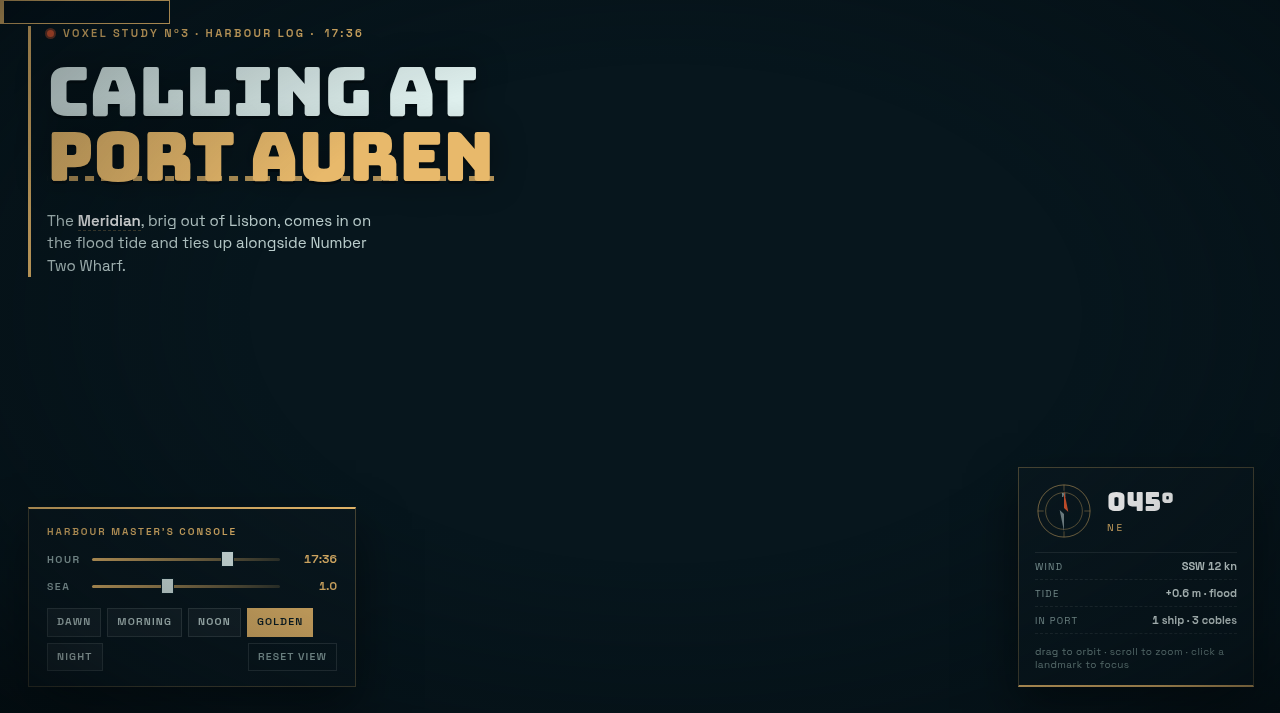 VOXEL STUDY Nº3 · HARBOUR LOG · 17:36
CALLING AT
PORT AUREN
The Meridian, brig out of Lisbon, comes in on
the flood tide and ties up alongside Number
Two Wharf.
HARBOUR MASTER'S CONSOLE
HOUR 17:36
SEA 1.0
DAWN MORNING NOON GOLDEN
NIGHT RESET VIEW
045°
NE
WIND SSW 12 kn
TIDE +0.6 m · flood
IN PORT 1 ship · 3 cobles
drag to orbit · scroll to zoom · click a
landmark to focus